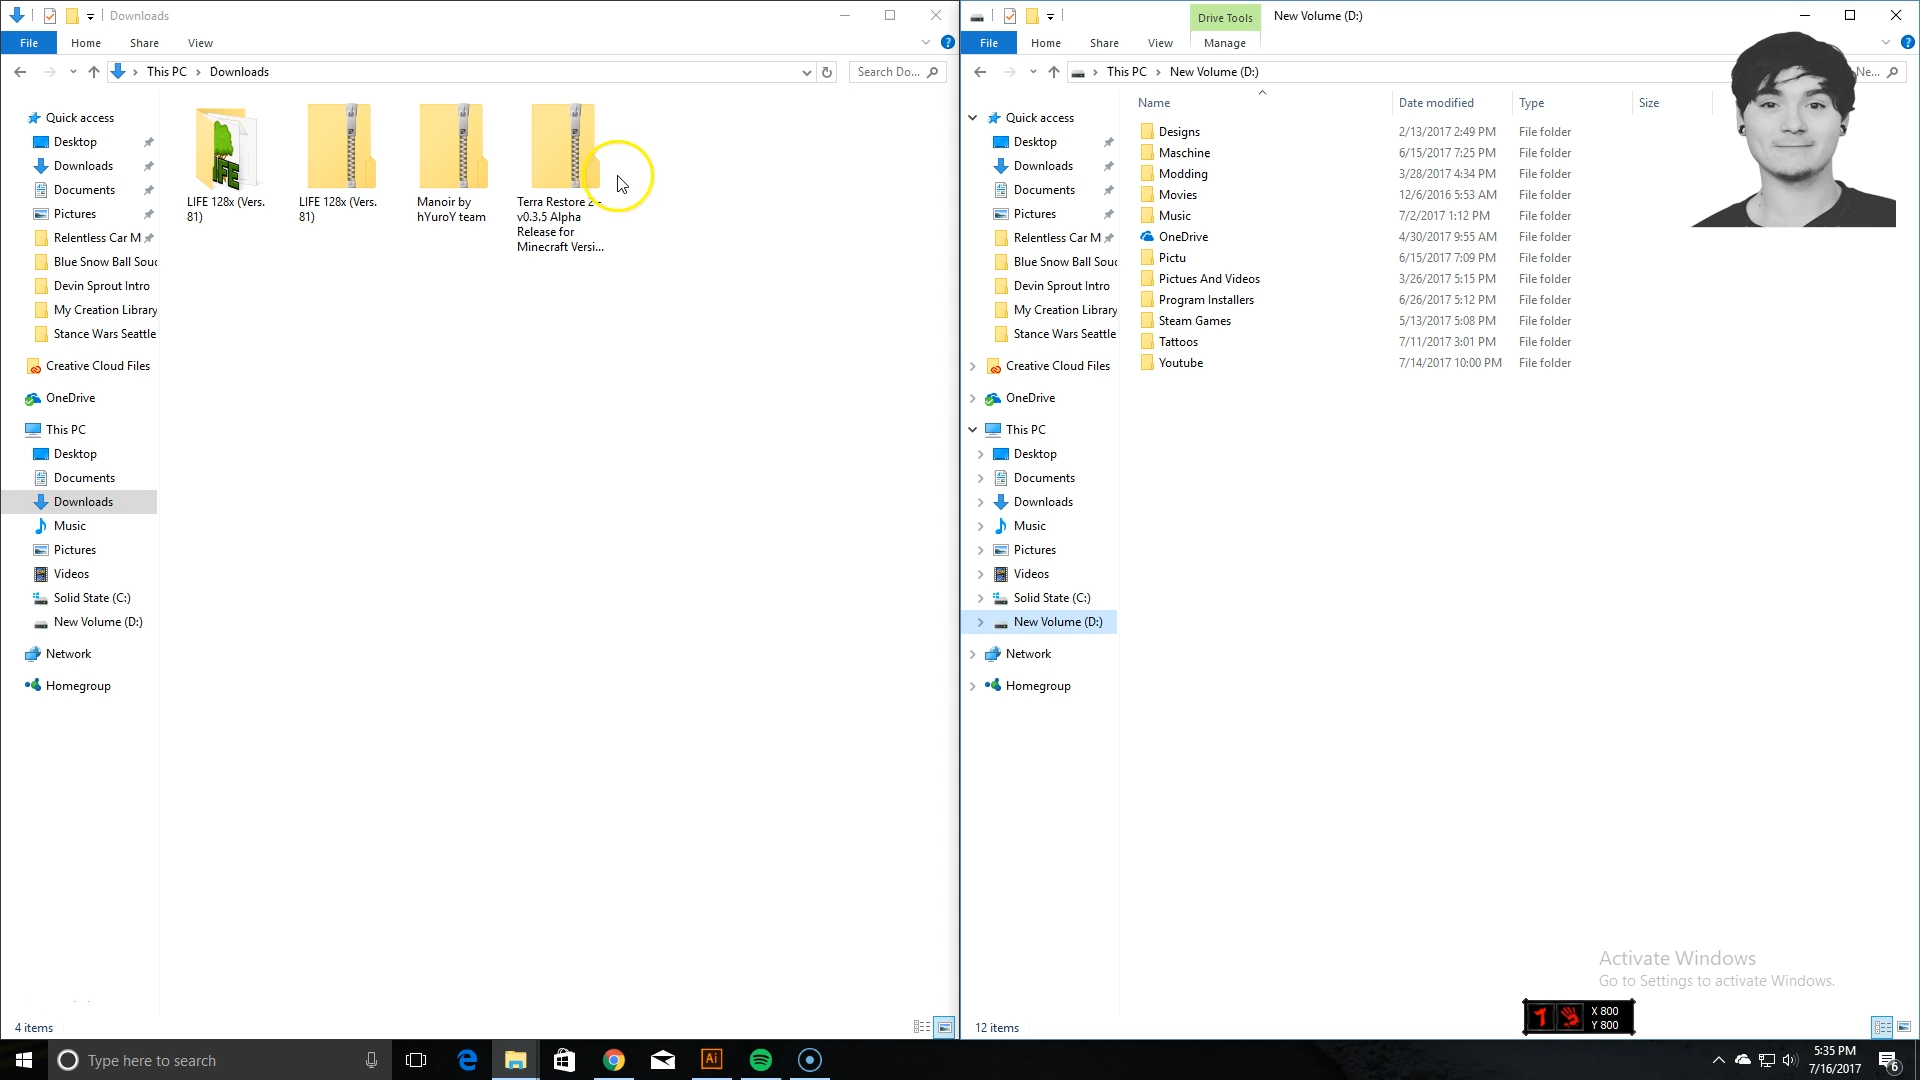 Downloads
File
Home
Share
View
This PC
Downloads
Search Do...
Quick access
Desktop
Downloads
Documents
Pictures
Relentless Car M
Blue Snow Ball Souc
Devin Sprout Intro
My Creation Library
Stance Wars Seattle
Creative Cloud Files
OneDrive
This PC
Desktop
Documents
Downloads
Music
Pictures
Videos
Solid State (C:)
New Volume (D:)
Network
Homegroup
LIFE
LIFE 128x (Vers.
81)
LIFE 128x (Vers.
81)
Manoir by
hYuroY team
Terra Restore 2 -
v0.3.5 Alpha
Release for
Minecraft Versi...
4 items
Drive Tools
New Volume (D:)
File
Home
Share
View
Manage
This PC
New Volume (D:)
Ne...
Quick access
Desktop
Downloads
Documents
Pictures
Relentless Car M
Blue Snow Ball Souc
Devin Sprout Intro
My Creation Library
Stance Wars Seattle
Creative Cloud Files
OneDrive
This PC
Desktop
Documents
Downloads
Music
Pictures
Videos
Solid State (C:)
New Volume (D:)
Network
Homegroup
Name Date modified Type Size
Designs 2/13/2017 2:49 PM File folder
Maschine 6/15/2017 7:25 PM File folder
Modding 3/28/2017 4:34 PM File folder
Movies 12/6/2016 5:53 AM File folder
Music 7/2/2017 1:12 PM File folder
OneDrive 4/30/2017 9:55 AM File folder
Pictu 6/15/2017 7:09 PM File folder
Pictues And Videos 3/26/2017 5:15 PM File folder
Program Installers 6/26/2017 5:12 PM File folder
Steam Games 5/13/2017 5:08 PM File folder
Tattoos 7/11/2017 3:01 PM File folder
Youtube 7/14/2017 10:00 PM File folder
Activate Windows
Go to Settings to activate Windows.
X 800
Y 800
12 items
Type here to search
Ai
5:35 PM
7/16/2017
6